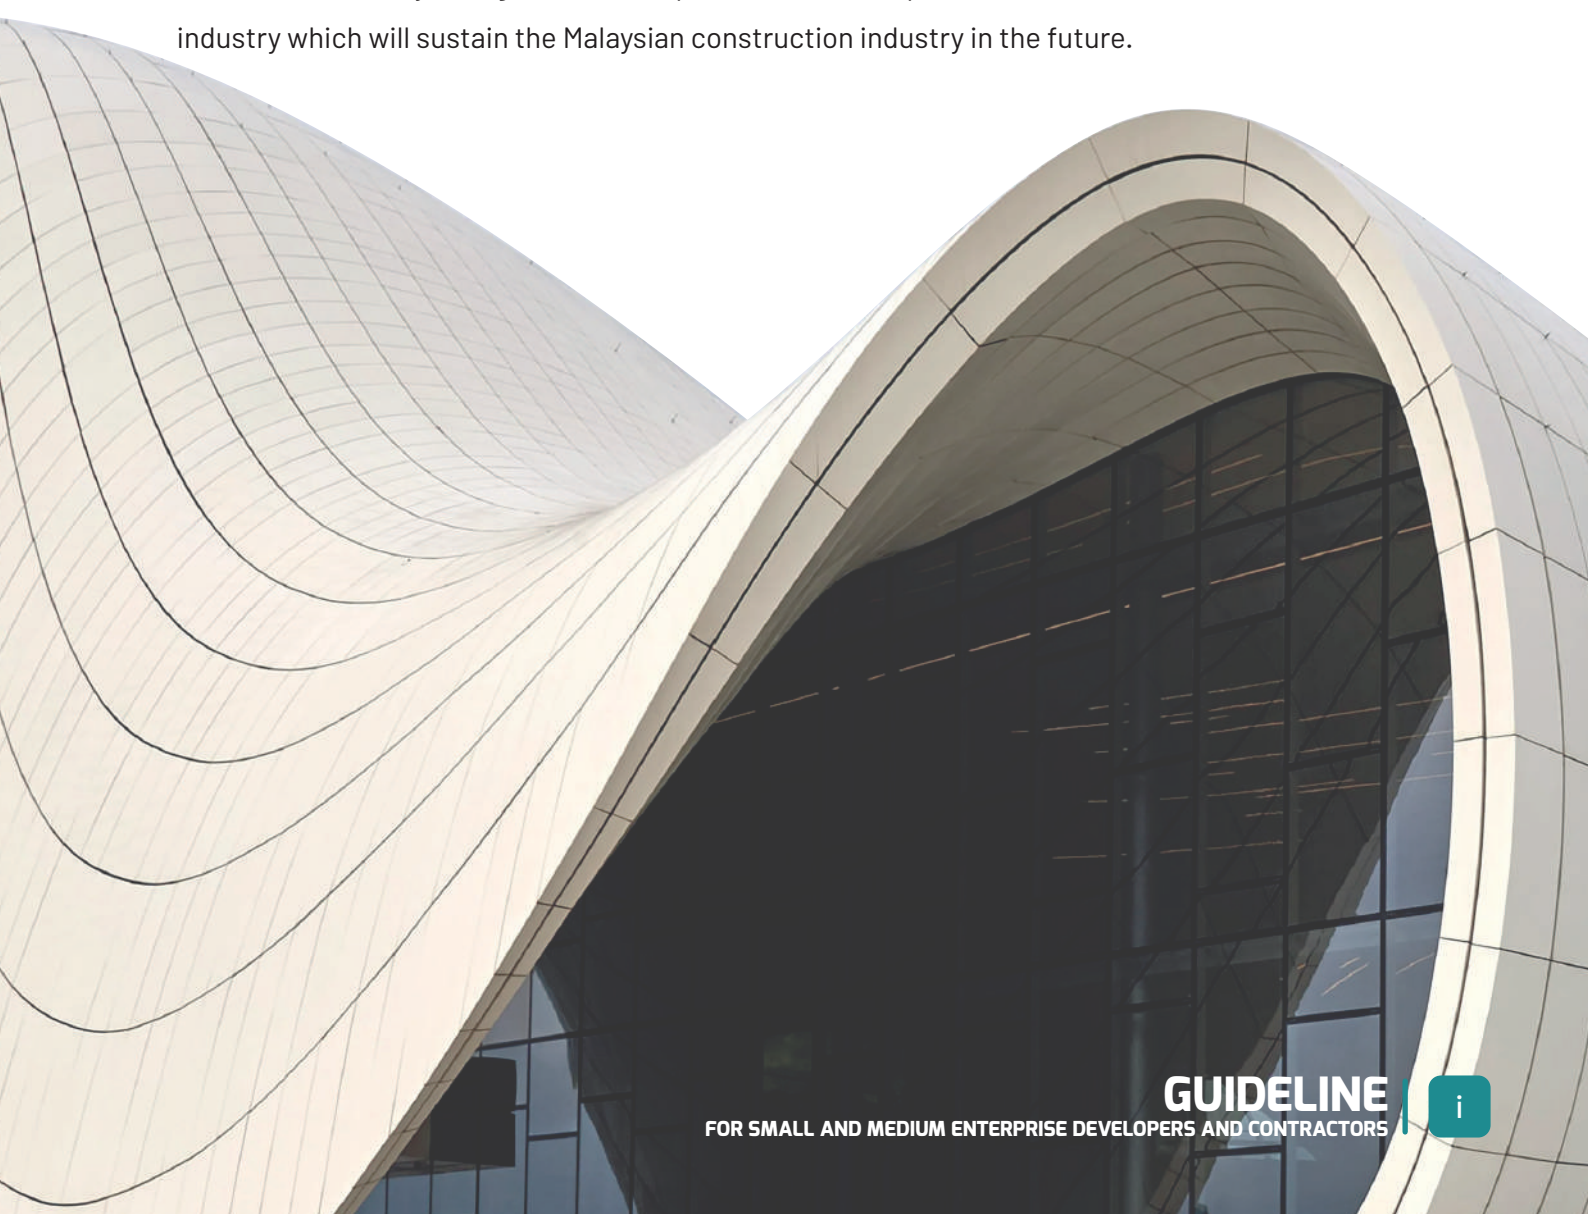 industry which will sustain the Malaysian construction industry in the future.
GUIDELINE
FOR SMALL AND MEDIUM ENTERPRISE DEVELOPERS AND CONTRACTORS
i